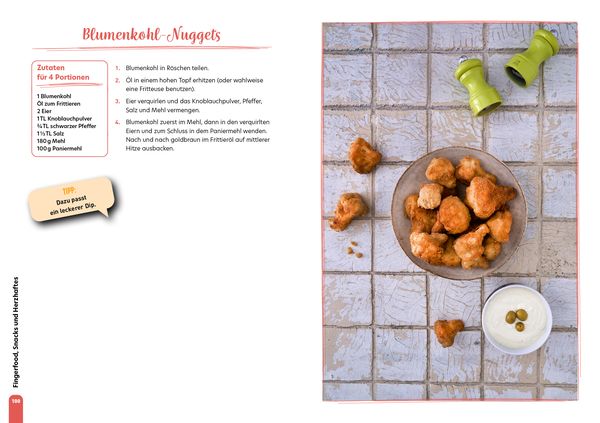 Blumenkohl-Nuggets
Zutaten
für 4 Portionen
1 Blumenkohl
Öl zum Frittieren
2 Eier
1 TL Knoblauchpulver
¾ TL schwarzer Pfeffer
1½ TL Salz
180 g Mehl
100 g Paniermehl
1. Blumenkohl in Röschen teilen.
2. Öl in einem hohen Topf erhitzen (oder wahlweise
eine Fritteuse benutzen).
3. Eier verquirlen und das Knoblauchpulver, Pfeffer,
Salz und Mehl vermengen.
4. Blumenkohl zuerst im Mehl, dann in den verquirlten
Eiern und zum Schluss in dem Paniermehl wenden.
Nach und nach goldbraun im Frittieröl auf mittlerer
Hitze ausbacken.
TIPP:
Dazu passt
ein leckerer Dip.
Fingerfood, Snacks und Herzhaftes